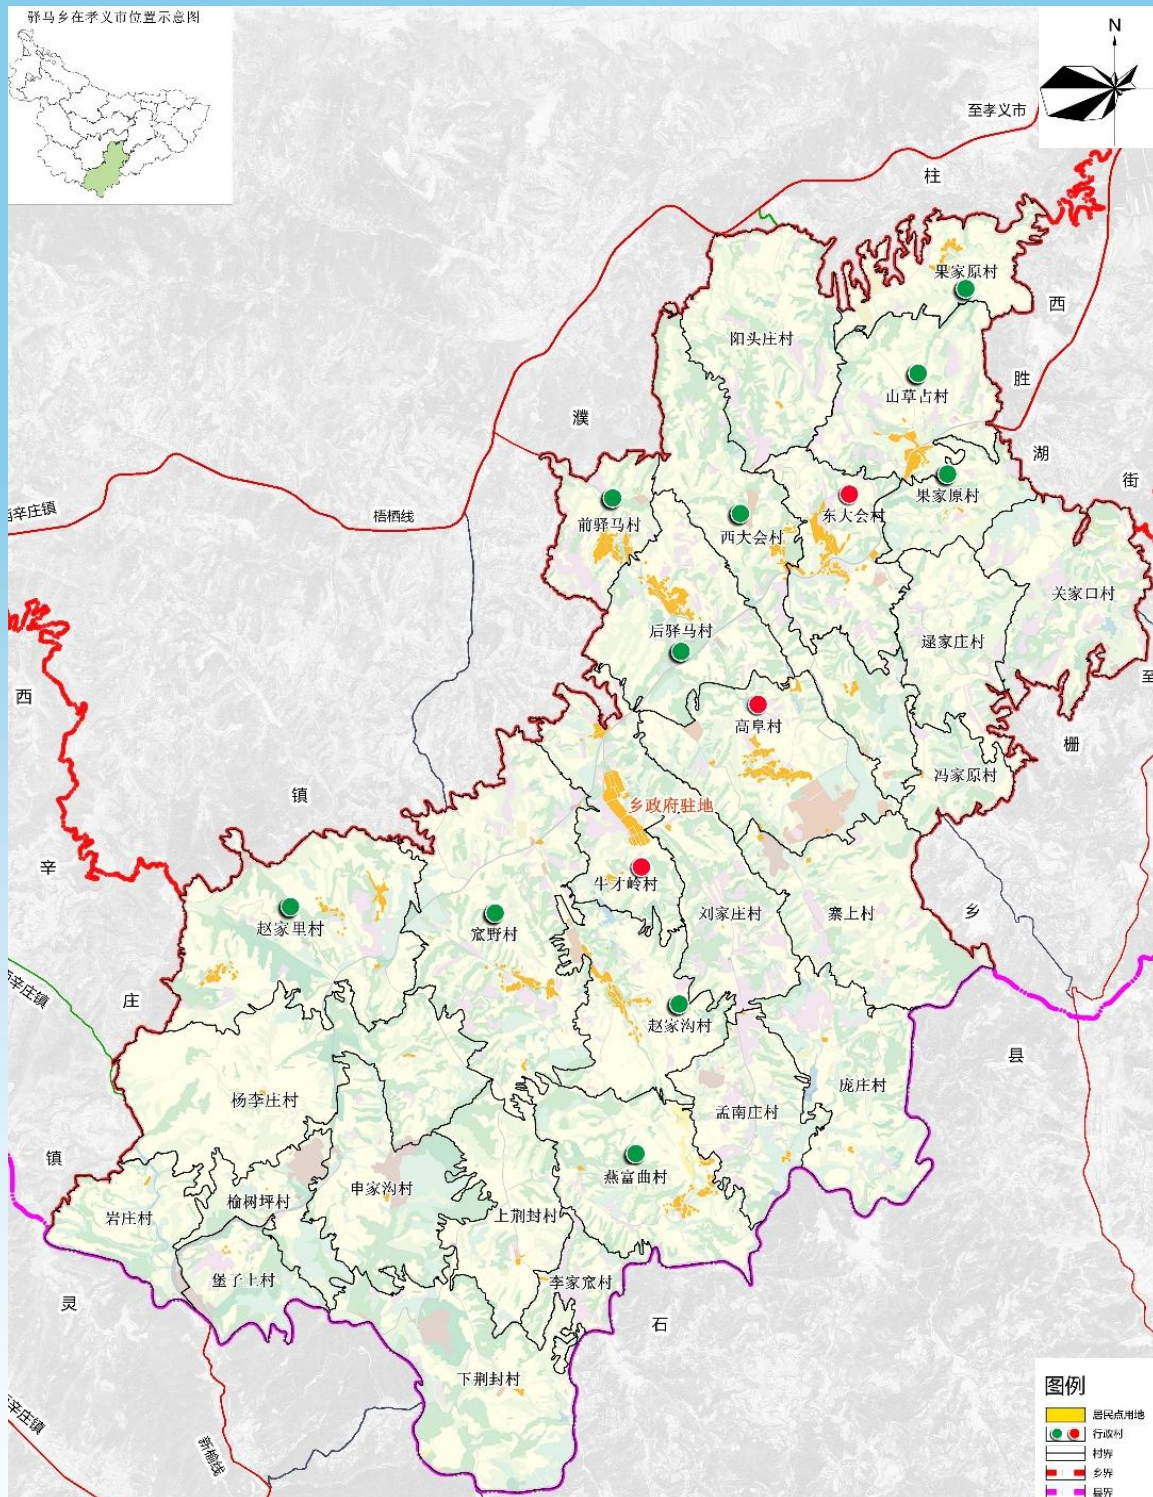 驿马乡在孝义市位置示意图
N
至孝义市
柱
果家原村
西
阳头庄村
胜
山草占村
濮
湖
街
果家原村
辛庄镇
梧栖线
前驿马村
西大会村
东大会村
关家口村
后驿马村
逯家庄村
西
至
高阜村
栅
冯家原村
镇
乡政府驻地
辛
牛才岭村
赵家里村
窊野村
刘家庄村
寨上村
乡
辛庄镇
庄
赵家沟村
县
杨李庄村
孟南庄村
庞庄村
镇
燕富曲村
申家沟村
榆树坪村
岩庄村
上荆封村
堡子上村
李家窊村
灵
石
下荆封村
辛庄镇
新榆线
图例
居民点用地
行政村
村界
乡界
县界